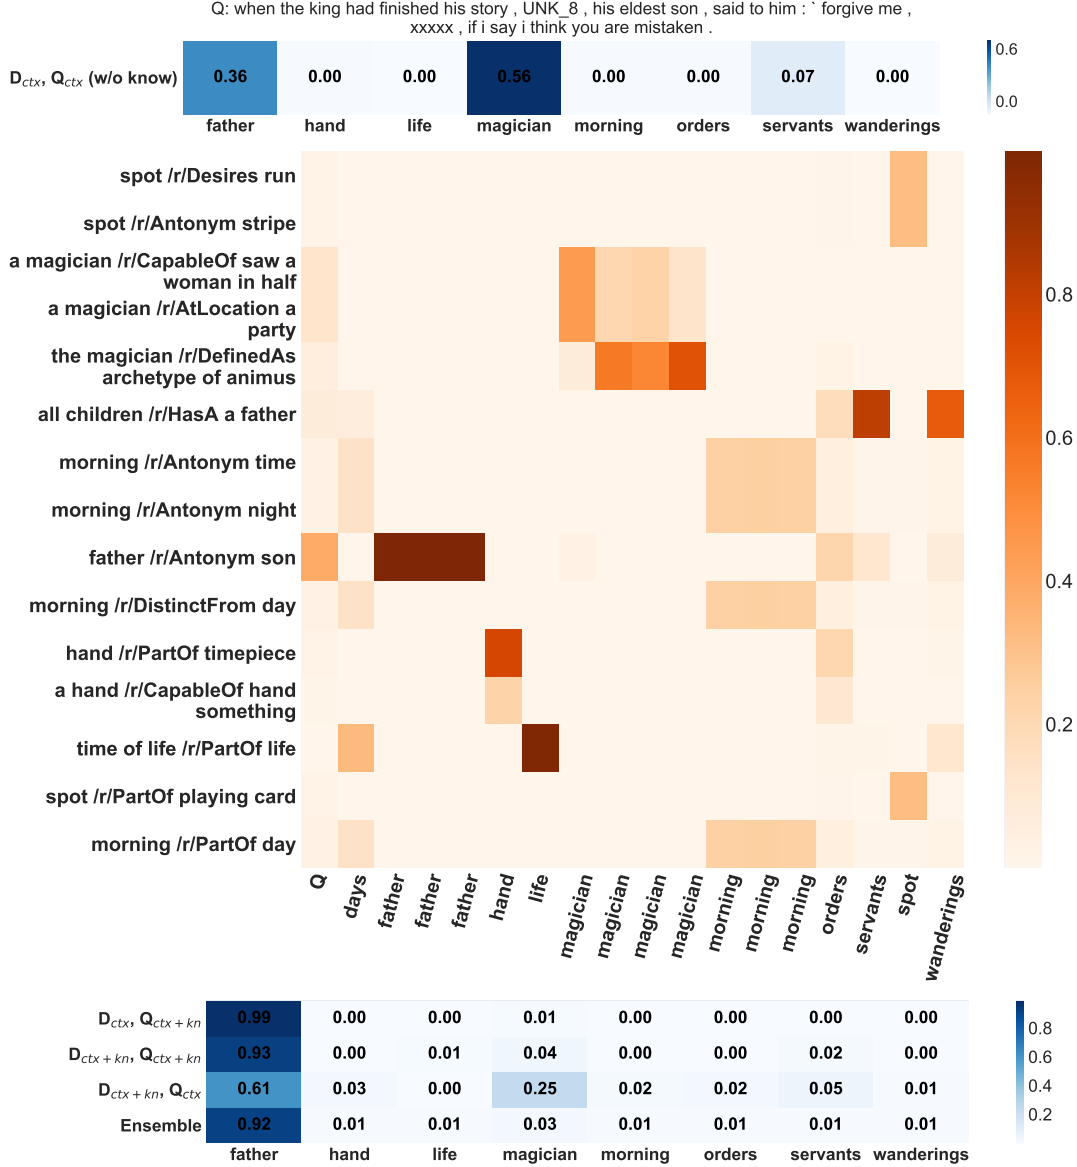 Q: when the king had finished his story , UNK_8 , his eldest son , said to him : ` forgive me ,
xxxxx , if i say i think you are mistaken .
D_ctx, Q_ctx (w/o know)
0.36 0.00 0.00 0.56 0.00 0.00 0.07 0.00
father hand life magician morning orders servants wanderings
0.6
0.0
spot /r/Desires run
spot /r/Antonym stripe
a magician /r/CapableOf saw a
woman in half
a magician /r/AtLocation a
party
the magician /r/DefinedAs
archetype of animus
all children /r/HasA a father
morning /r/Antonym time
morning /r/Antonym night
father /r/Antonym son
morning /r/DistinctFrom day
hand /r/PartOf timepiece
a hand /r/CapableOf hand
something
time of life /r/PartOf life
spot /r/PartOf playing card
morning /r/PartOf day
0.8
0.6
0.4
0.2
Q days father father father hand life magician magician magician magician morning morning morning orders servants spot wanderings
D_ctx, Q_ctx+kn 0.99 0.00 0.00 0.01 0.00 0.00 0.00 0.00
D_ctx+kn, Q_ctx+kn 0.93 0.00 0.01 0.04 0.00 0.00 0.02 0.00
D_ctx+kn, Q_ctx 0.61 0.03 0.00 0.25 0.02 0.02 0.05 0.01
Ensemble 0.92 0.01 0.01 0.03 0.01 0.01 0.01 0.01
father hand life magician morning orders servants wanderings
0.8
0.6
0.4
0.2